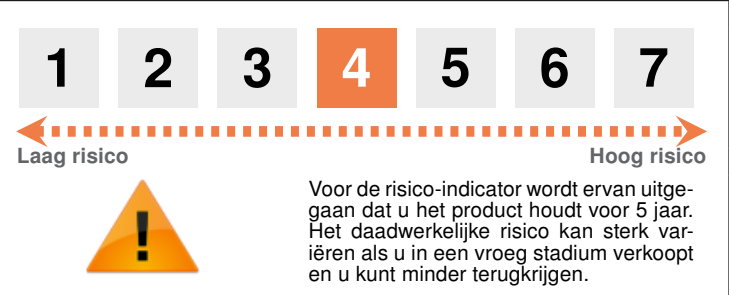 1 2 3 4 5 6 7
Laag risico Hoog risico
Voor de risico-indicator wordt ervan uitge-
gaan dat u het product houdt voor 5 jaar.
Het daadwerkelijke risico kan sterk var-
iëren als u in een vroeg stadium verkoopt
en u kunt minder terugkrijgen.